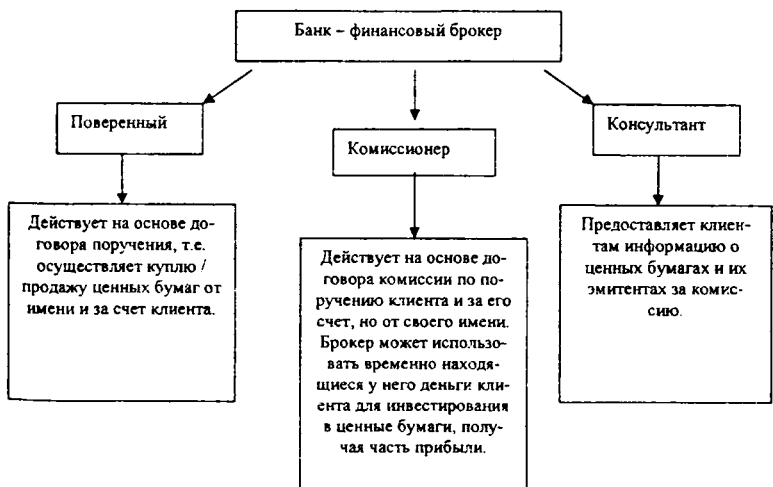 Банк – финансовый брокер
Поверенный
Комиссионер
Консультант
Действует на основе до-
говора поручения, т.е.
осуществляет куплю /
продажу ценных бумаг от
имени и за счет клиента.
Действует на основе до-
говора комиссии по по-
ручению клиента и за его
счет, но от своего имени.
Брокер может использо-
вать временно находя-
щиеся у него деньги кли-
ента для инвестирования
в ценные бумаги, полу-
чая часть прибыли.
Предоставляет клиен-
там информацию о
ценных бумагах и их
эмитентах за комис-
сию.